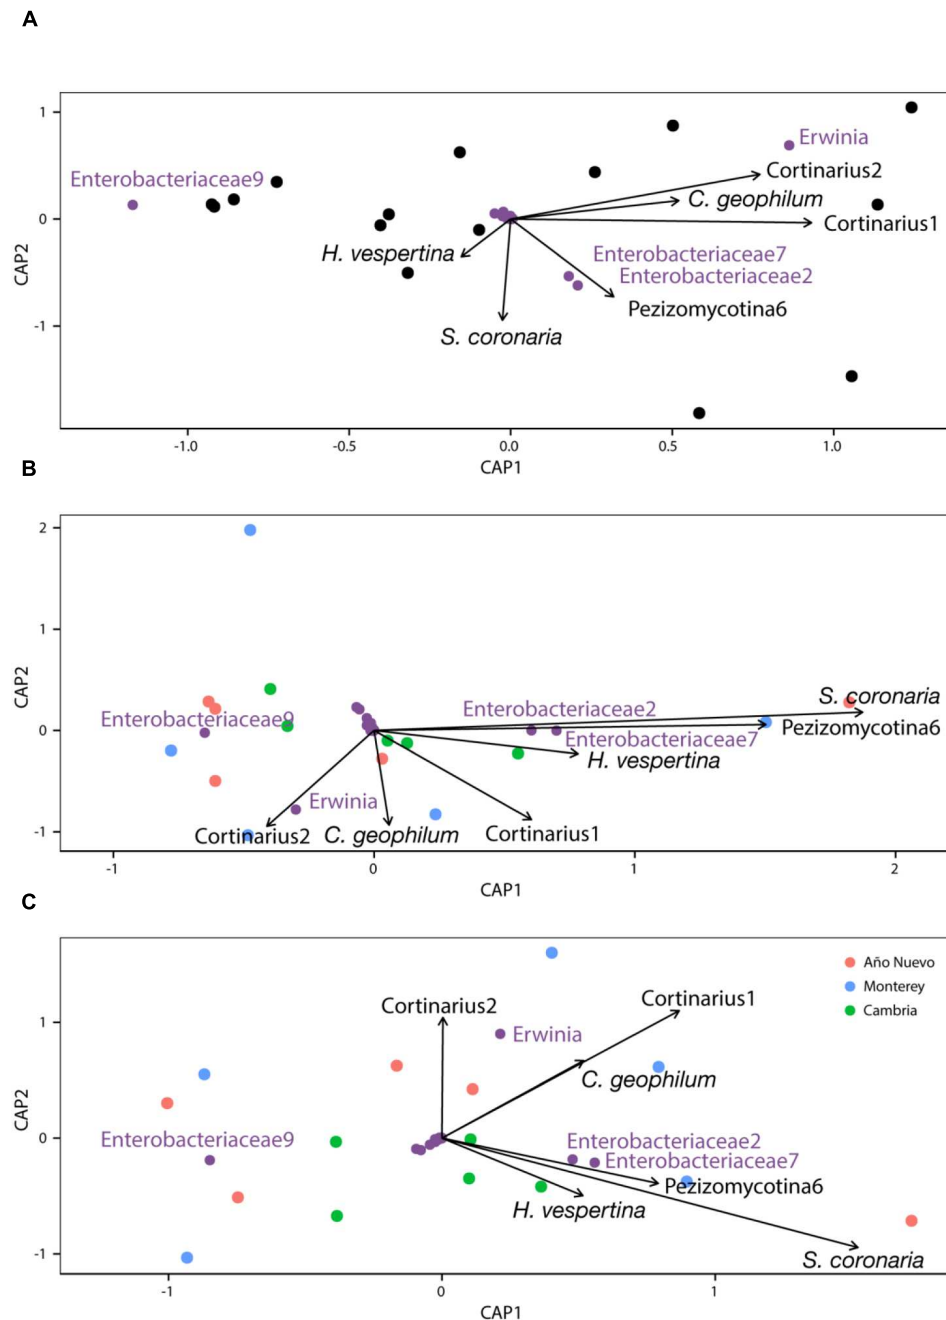 A
1
0
-1
CAP2
Enterobacteriaceae9
Erwinia
Cortinarius2
C. geophilum
Cortinarius1
H. vespertina
Enterobacteriaceae7
Enterobacteriaceae2
Pezizomycotina6
S. coronaria
-1.0
-0.5
0.0
0.5
1.0
CAP1
B
2
1
0
-1
CAP2
S. coronaria
Enterobacteriaceae2
Enterobacteriaceae9
Pezizomycotina6
Enterobacteriaceae7
H. vespertina
Erwinia
Cortinarius2
C. geophilum
Cortinarius1
-1
0
1
2
CAP1
C
1
0
-1
CAP2
Año Nuevo
Monterey
Cambria
Cortinarius2
Cortinarius1
Erwinia
C. geophilum
Enterobacteriaceae9
Enterobacteriaceae2
Enterobacteriaceae7
Pezizomycotina6
H. vespertina
S. coronaria
-1
0
1
CAP1